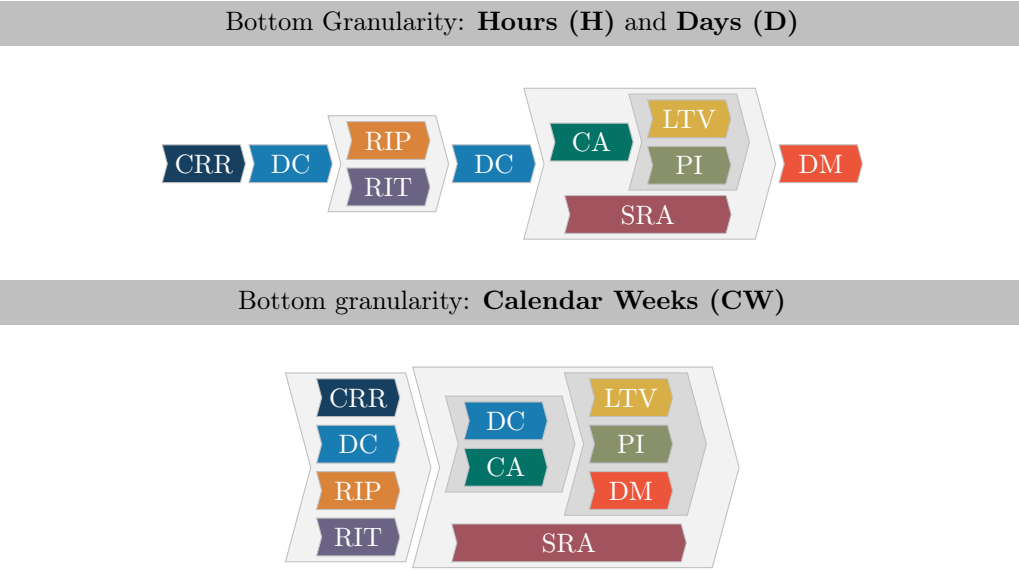 Bottom Granularity: Hours (H) and Days (D)
CRR
DC
RIP
RIT
DC
CA
LTV
PI
SRA
DM
Bottom granularity: Calendar Weeks (CW)
CRR
DC
RIP
RIT
DC
CA
LTV
PI
DM
SRA